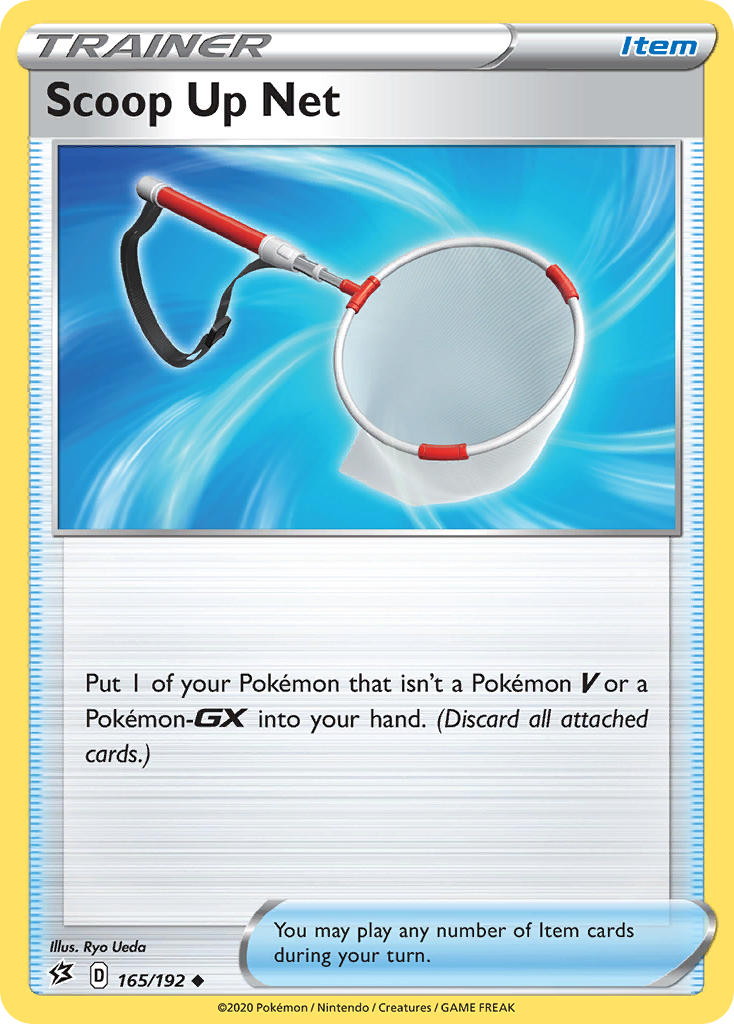 TRAINER
Item
Scoop Up Net
Put 1 of your Pokémon that isn't a Pokémon V or a
Pokémon-GX into your hand. (Discard all attached
cards.)
You may play any number of Item cards
during your turn.
Illus. Ryo Ueda
D 165/192
©2020 Pokémon / Nintendo / Creatures / GAME FREAK